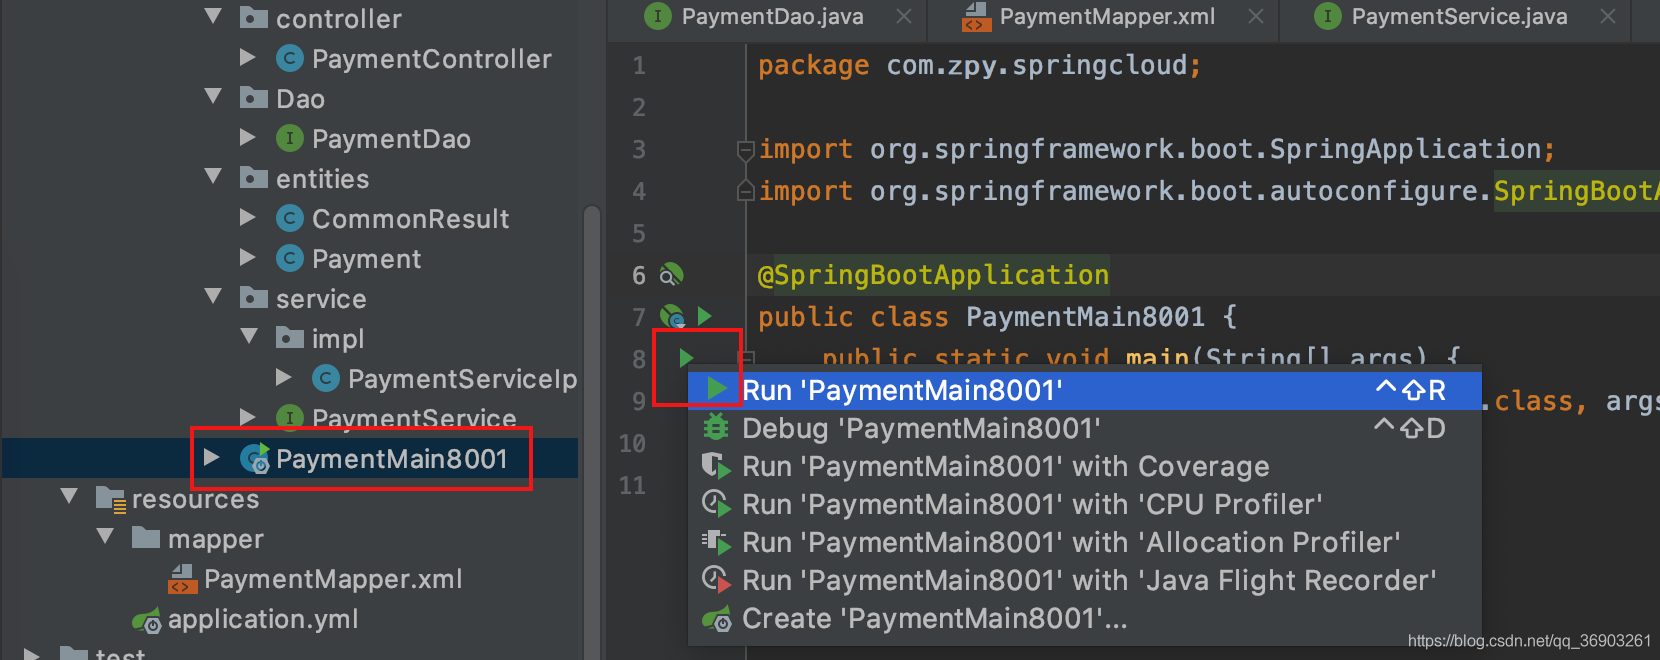 controller
PaymentController
Dao
PaymentDao
entities
CommonResult
Payment
service
impl
PaymentServiceIp
PaymentService
PaymentMain8001
resources
mapper
PaymentMapper.xml
application.yml
test
PaymentDao.java
PaymentMapper.xml
PaymentService.java
1 package com.zpy.springcloud;
2
3 import org.springframework.boot.SpringApplication;
4 import org.springframework.boot.autoconfigure.SpringBootA
5
6 @SpringBootApplication
7 public class PaymentMain8001 {
8 public static void main(String[] args) {
9 .class, args
10
11
Run 'PaymentMain8001' ^⇧R
Debug 'PaymentMain8001' ^⇧D
Run 'PaymentMain8001' with Coverage
Run 'PaymentMain8001' with 'CPU Profiler'
Run 'PaymentMain8001' with 'Allocation Profiler'
Run 'PaymentMain8001' with 'Java Flight Recorder'
Create 'PaymentMain8001'...
https://blog.csdn.net/qq_36903261